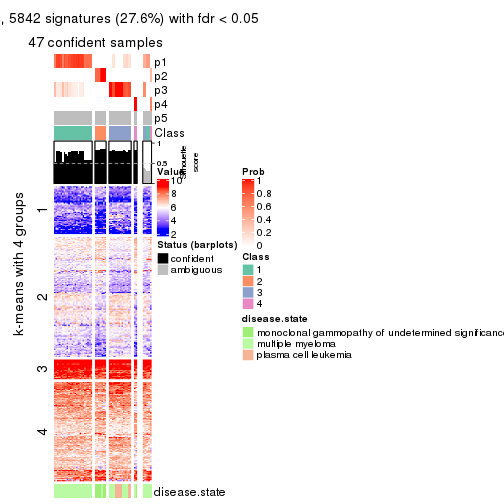 , 5842 signatures (27.6%) with fdr < 0.05
47 confident samples
p1
p2
p3
p4
p5
Class
1
0.5
0
silhouette
score
k-means with 4 groups
1
2
3
4
disease.state
Value
10
8
6
4
2
Status (barplots)
confident
ambiguous
Prob
1
0.8
0.6
0.4
0.2
0
Class
1
2
3
4
disease.state
monoclonal gammopathy of undetermined significance
multiple myeloma
plasma cell leukemia